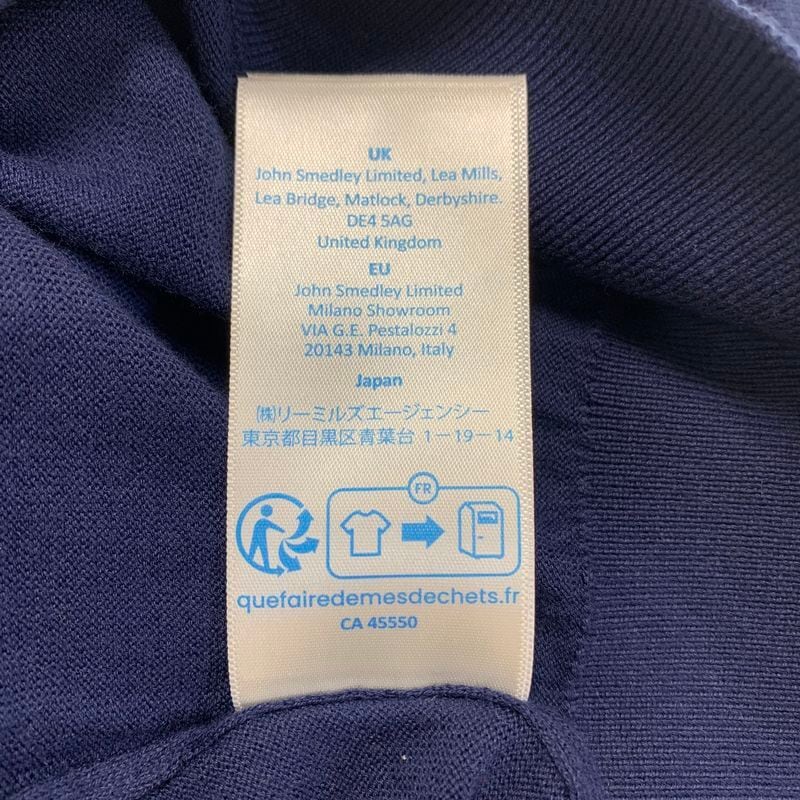 UK
John Smedley Limited, Lea Mills,
Lea Bridge, Matlock, Derbyshire.
DE4 5AG
United Kingdom
EU
John Smedley Limited
Milano Showroom
VIA G.E. Pestalozzi 4
20143 Milano, Italy
Japan
㈱リーミルズエージェンシー
東京都目黒区青葉台 1-19-14
FR
quefairedemesdechets.fr
CA 45550